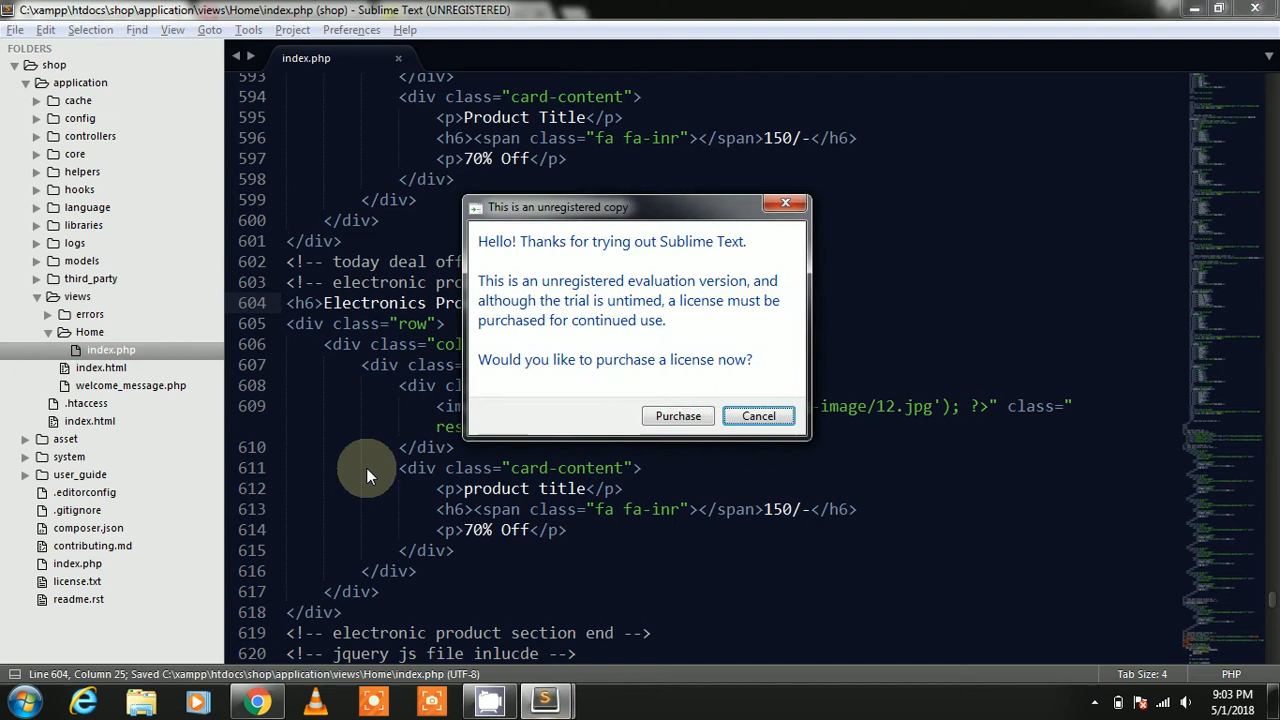 C:\xampp\htdocs\shop\application\views\Home\index.php (shop) - Sublime Text (UNREGISTERED)
File Edit Selection Find View Goto Tools Project Preferences Help
FOLDERS
shop
application
cache
config
controllers
core
helpers
hooks
language
libraries
logs
models
third_party
views
errors
Home
index.php
index.html
welcome_message.php
.htaccess
index.html
asset
system
user_guide
.editorconfig
.gitignore
composer.json
contributing.md
index.php
license.txt
readme.rst
index.php
593 </div>
594 <div class="card-content">
595 <p>Product Title</p>
596 <h6><span class="fa fa-inr"></span>150/-</h6>
597 <p>70% Off</p>
598 </div>
599 </div>
600 </div>
601 </div>
602 <!-- today deal off
603 <!-- electronic pro
604 <h6>Electronics Pro
605 <div class="row">
606 <div class="col
607 <div class=
608 <div cl
609 <im -image/12.jpg'); ?>" class="
res
610 </div>
611 <div class="card-content">
612 <p>product title</p>
613 <h6><span class="fa fa-inr"></span>150/-</h6>
614 <p>70% Off</p>
615 </div>
616 </div>
617 </div>
618 </div>
619 <!-- electronic product section end -->
620 <!-- jquery js file inlcde -->
This is an unregistered copy
Hello! Thanks for trying out Sublime Text.
This is an unregistered evaluation version, and
although the trial is untimed, a license must be
purchased for continued use.
Would you like to purchase a license now?
Purchase Cancel
Line 604, Column 25; Saved C:\xampp\htdocs\shop\application\views\Home\index.php (UTF-8) Tab Size: 4 PHP
9:03 PM
5/1/2018